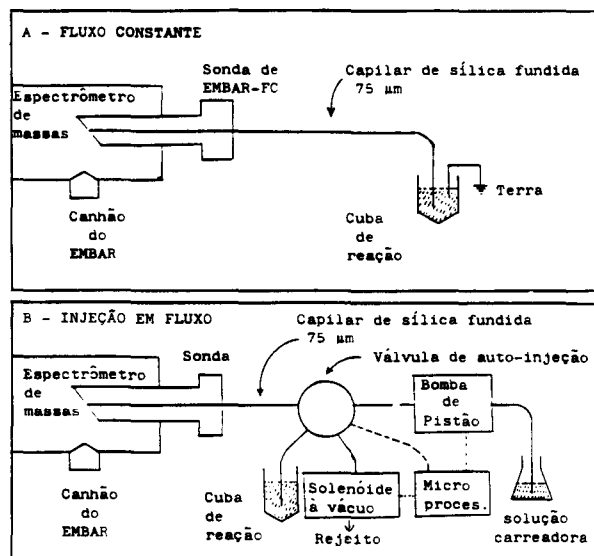 A - FLUXO CONSTANTE
Sonda de
EMBAR-FC
Capilar de sílica fundida
75 µm
Espectrômetro
de
massas
Canhão
do
EMBAR
Cuba
de
reação
Terra
B - INJEÇÃO EM FLUXO
Capilar de sílica fundida
75 µm
Sonda
Válvula de auto-injeção
Espectrômetro
de
massas
Bomba
de
Pistão
Canhão
do
EMBAR
Cuba
de
reação
Solenóide
à vácuo
Rejeito
Micro
proces.
solução
carreadora